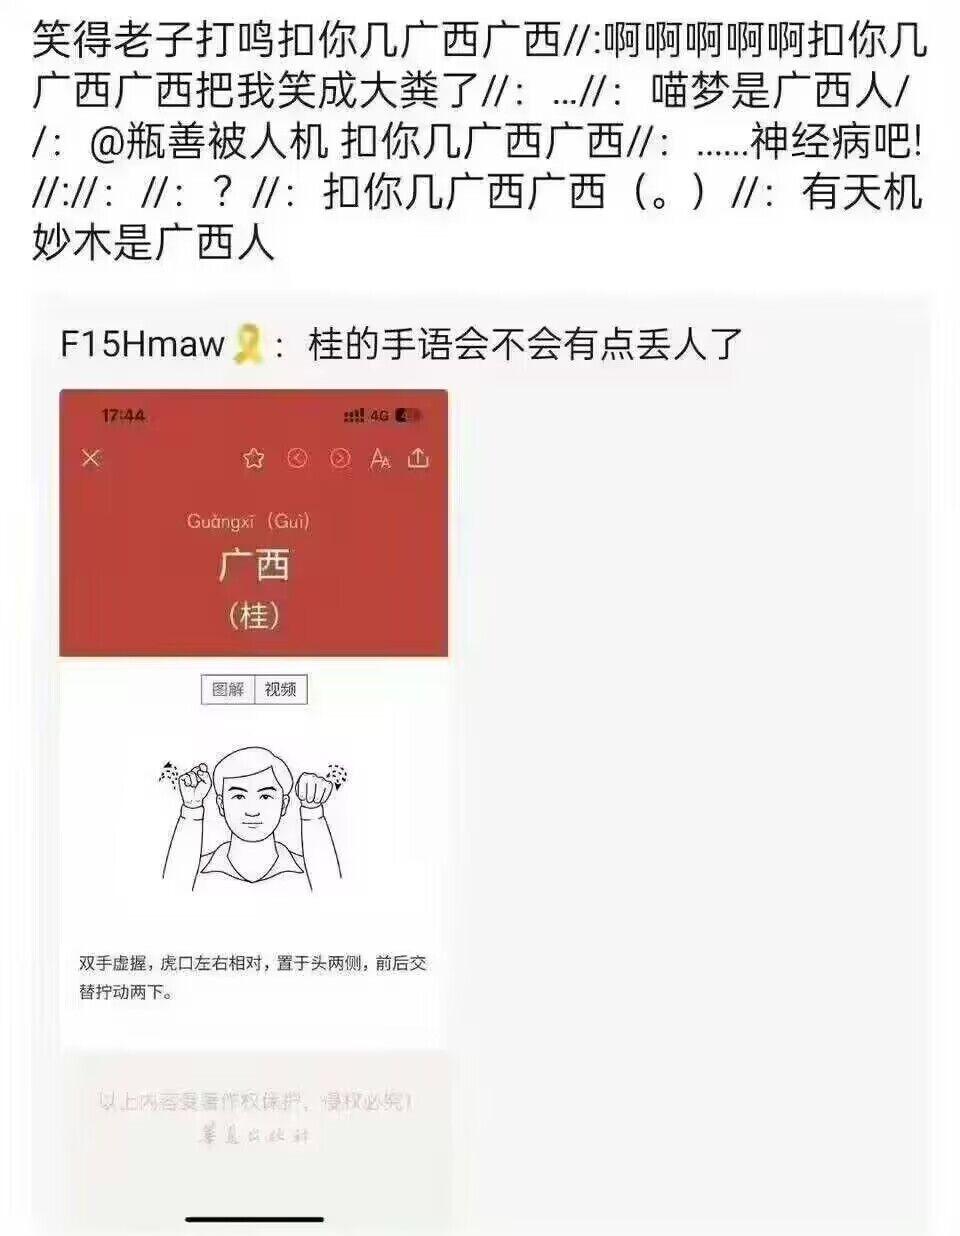 笑得老子打鸣扣你几广西广西//:啊啊啊啊啊扣你几
广西广西把我笑成大粪了//：...//：喵梦是广西人/
/：@瓶善被人机 扣你几广西广西//：......神经病吧!
//://：//：？//：扣你几广西广西（。）//：有天机
妙木是广西人
F15Hmaw🎗：桂的手语会不会有点丢人了
17:44
4G
AA
Guǎngxī（Guì）
广西
（桂）
图解 视频
双手虚握，虎口左右相对，置于头两侧，前后交
替拧动两下。
以上内容受著作权保护，侵权必究！
华夏出版社